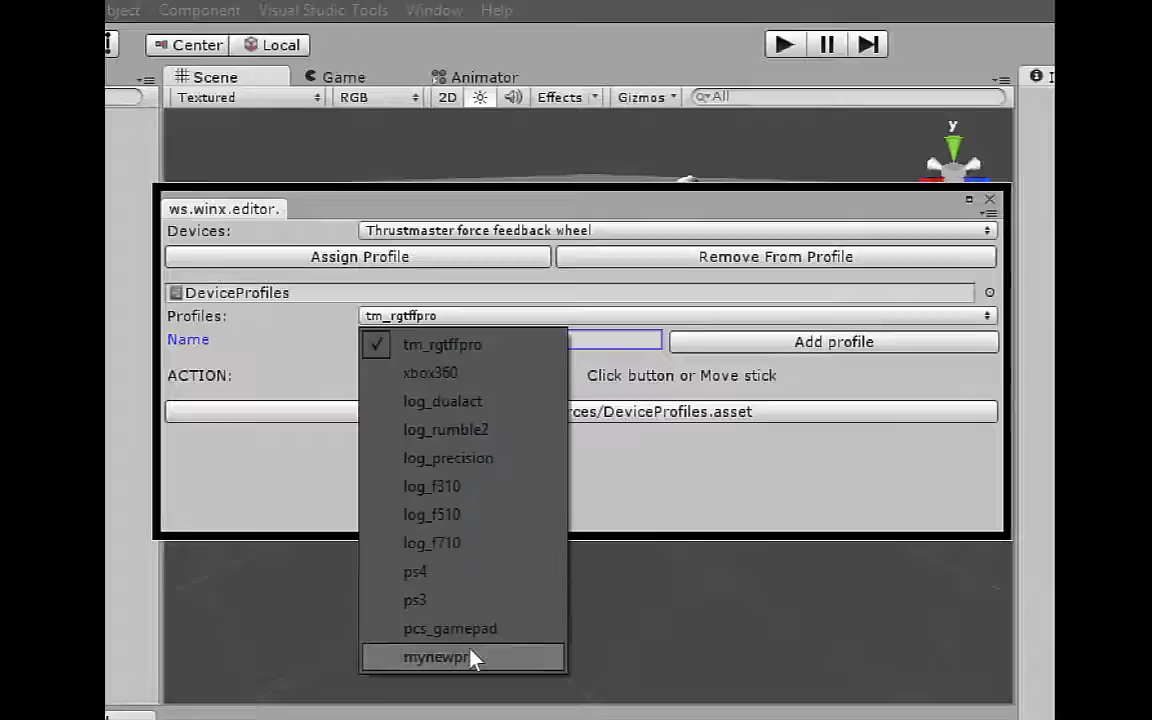 Component Visual Studio Tools Window Help
Center Local
Scene Game Animator
Textured RGB 2D Effects Gizmos All
y
ws.winx.editor.
Devices: Thrustmaster force feedback wheel
Assign Profile Remove From Profile
DeviceProfiles
Profiles: tm_rgtffpro
Name Add profile
tm_rgtffpro
xbox360
ACTION: Click button or Move stick
log_dualact
/DeviceProfiles.asset
log_rumble2
log_precision
log_f310
log_f510
log_f710
ps4
ps3
pcs_gamepad